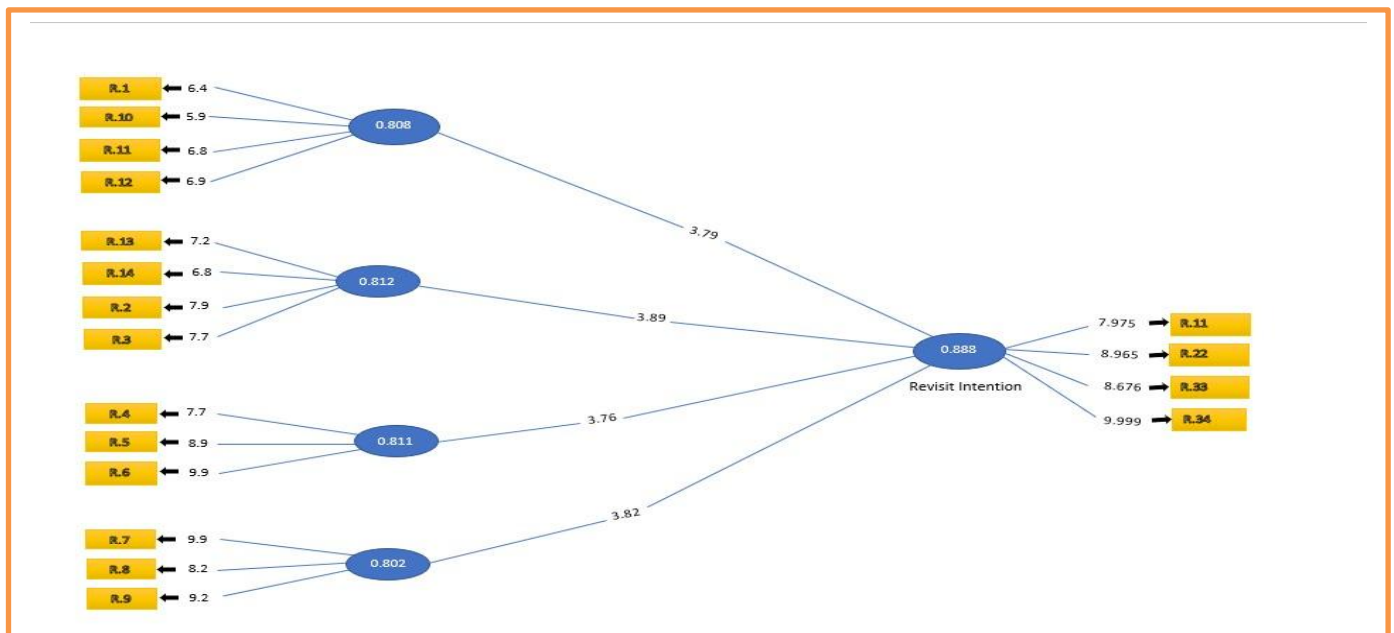 R.1 6.4
R.10 5.9
R.11 6.8
R.12 6.9
0.808
3.79
R.13 7.2
R.14 6.8
R.2 7.9
R.3 7.7
0.812
3.89
R.4 7.7
R.5 8.9
R.6 9.9
0.811
3.76
R.7 9.9
R.8 8.2
R.9 9.2
0.802
3.82
0.888
Revisit Intention
7.975 R.11
8.965 R.22
8.676 R.33
9.999 R.34